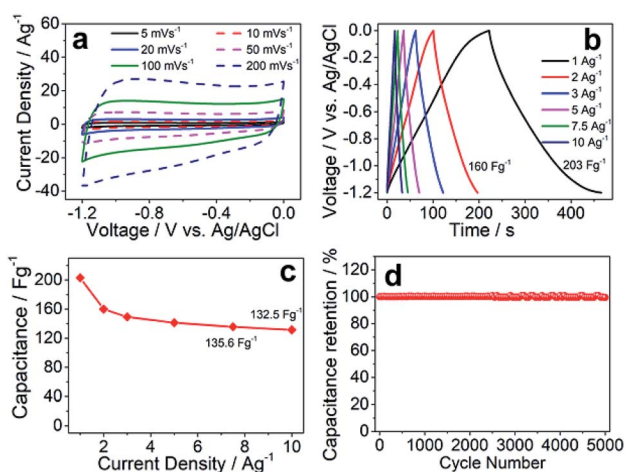 a
5 mVs⁻¹
10 mVs⁻¹
20 mVs⁻¹
50 mVs⁻¹
100 mVs⁻¹
200 mVs⁻¹
Current Density / Ag⁻¹
40
20
0
-20
-40
60
-1.2
-0.8
-0.4
0.0
Voltage / V vs. Ag/AgCl
b
1 Ag⁻¹
2 Ag⁻¹
3 Ag⁻¹
5 Ag⁻¹
7.5 Ag⁻¹
10 Ag⁻¹
160 Fg⁻¹
203 Fg⁻¹
Voltage / V vs. Ag/AgCl
0.0
-0.2
-0.4
-0.6
-0.8
-1.0
-1.2
0
100
200
300
400
Time / s
c
132.5 Fg⁻¹
135.6 Fg⁻¹
Capacitance / Fg⁻¹
200
160
120
80
40
0
2
4
6
8
10
Current Density / Ag⁻¹
d
Capacitance retention / %
120
100
80
60
40
20
0
0
1000
2000
3000
4000
5000
Cycle Number